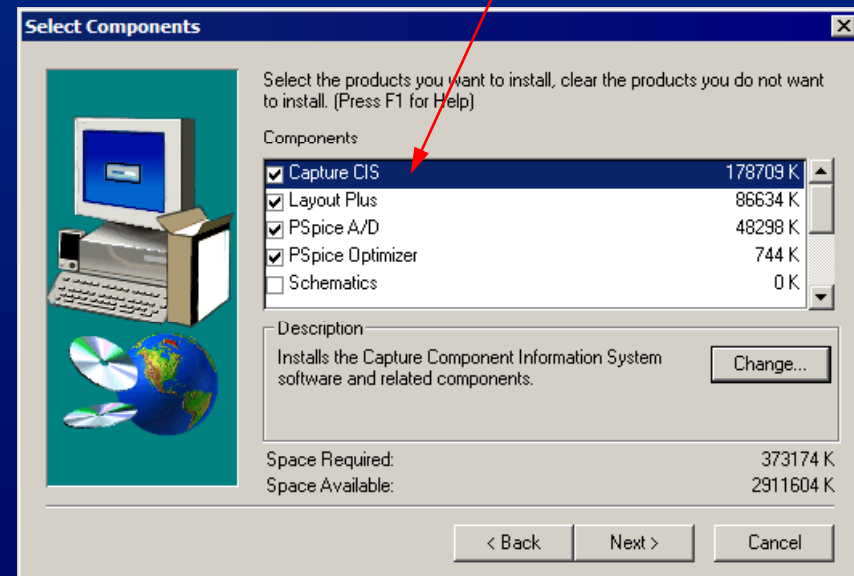 Select Components
Select the products you want to install, clear the products you do not want
to install. (Press F1 for Help)
Components
Capture CIS 178709 K
Layout Plus 86634 K
PSpice A/D 48298 K
PSpice Optimizer 744 K
Schematics 0 K
Description
Installs the Capture Component Information System
software and related components.
Change...
Space Required: 373174 K
Space Available: 2911604 K
< Back Next > Cancel